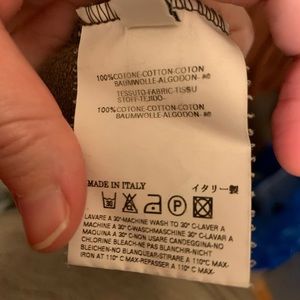 100%COTONE-COTTON-COTON
BAUMWOLLE-ALGODON-棉
TESSUTO-FABRIC-TISSU
STOFF-TEJIDO-
100%COTONE-COTTON-COTON
BAUMWOLLE-ALGODON-棉
MADE IN ITALY イタリー製
LAVARE A 30°-MACHINE WASH TO 30° C-LAVER A
MACHINE A 30° C-WASCHMASCHINE 30° C-LAVAR A
MAQUINA A 30° C-NON USARE CANDEGGINA-NO
CHLORINE BLEACH-NE PAS BLANCHIR-NICHT
BLEICHEN-NO BLANQUEAR-STIRARE A 110°C MAX-
IRON AT 110° C MAX-REPASSER A 110°C MAX-